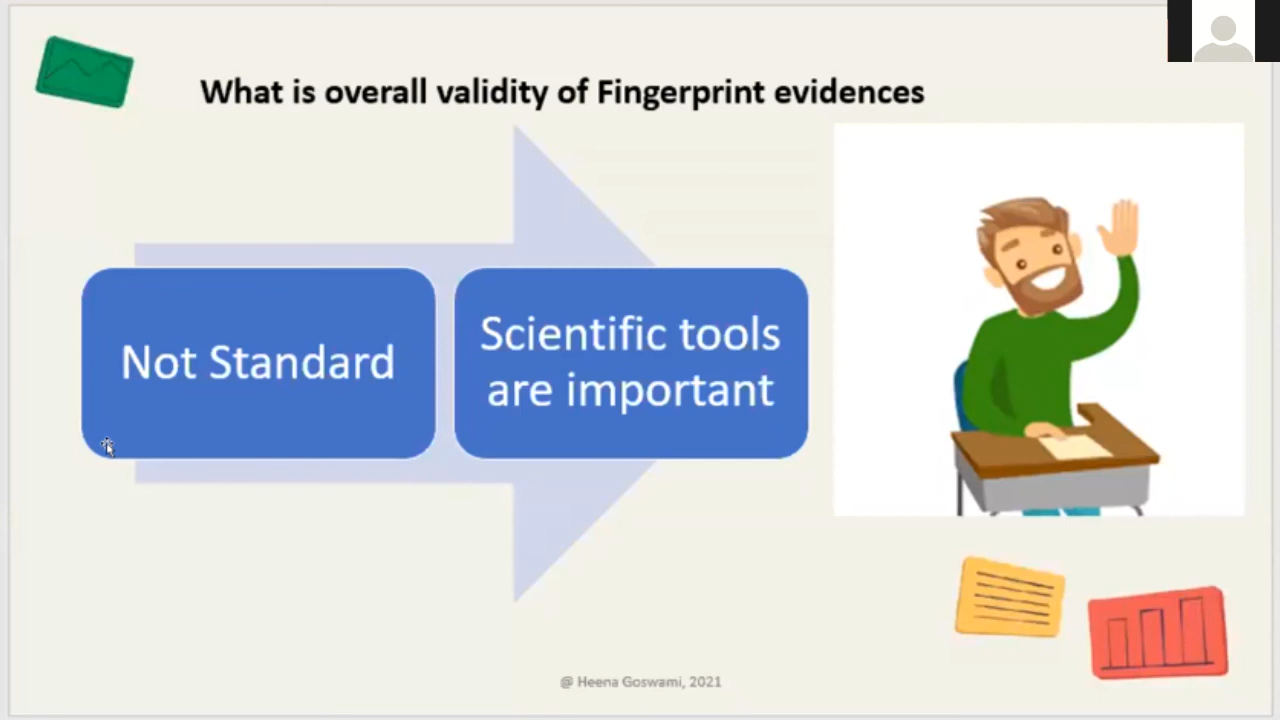 What is overall validity of Fingerprint evidences
Not Standard
Scientific tools
are important
@ Heena Goswami, 2021